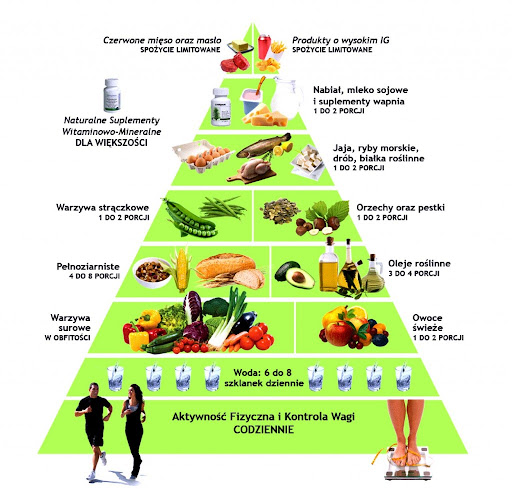 Czerwone mięso oraz masło
SPOŻYCIE LIMITOWANE
Produkty o wysokim IG
SPOŻYCIE LIMITOWANE
Nabiał, mleko sojowe
i suplementy wapnia
1 DO 2 PORCJI
Naturalne Suplementy
Witaminowo-Mineralne
DLA WIĘKSZOŚCI
Jaja, ryby morskie,
drób, białka roślinne
1 DO 2 PORCJI
Warzywa strączkowe
1 DO 2 PORCJI
Orzechy oraz pestki
1 DO 2 PORCJI
Pełnoziarniste
4 DO 8 PORCJI
Oleje roślinne
3 DO 4 PORCJI
Warzywa
surowe
W OBFITOŚCI
Owoce
świeże
1 DO 2 PORCJI
Woda: 6 do 8
szklanek dziennie
Aktywność Fizyczna i Kontrola Wagi
CODZIENNIE